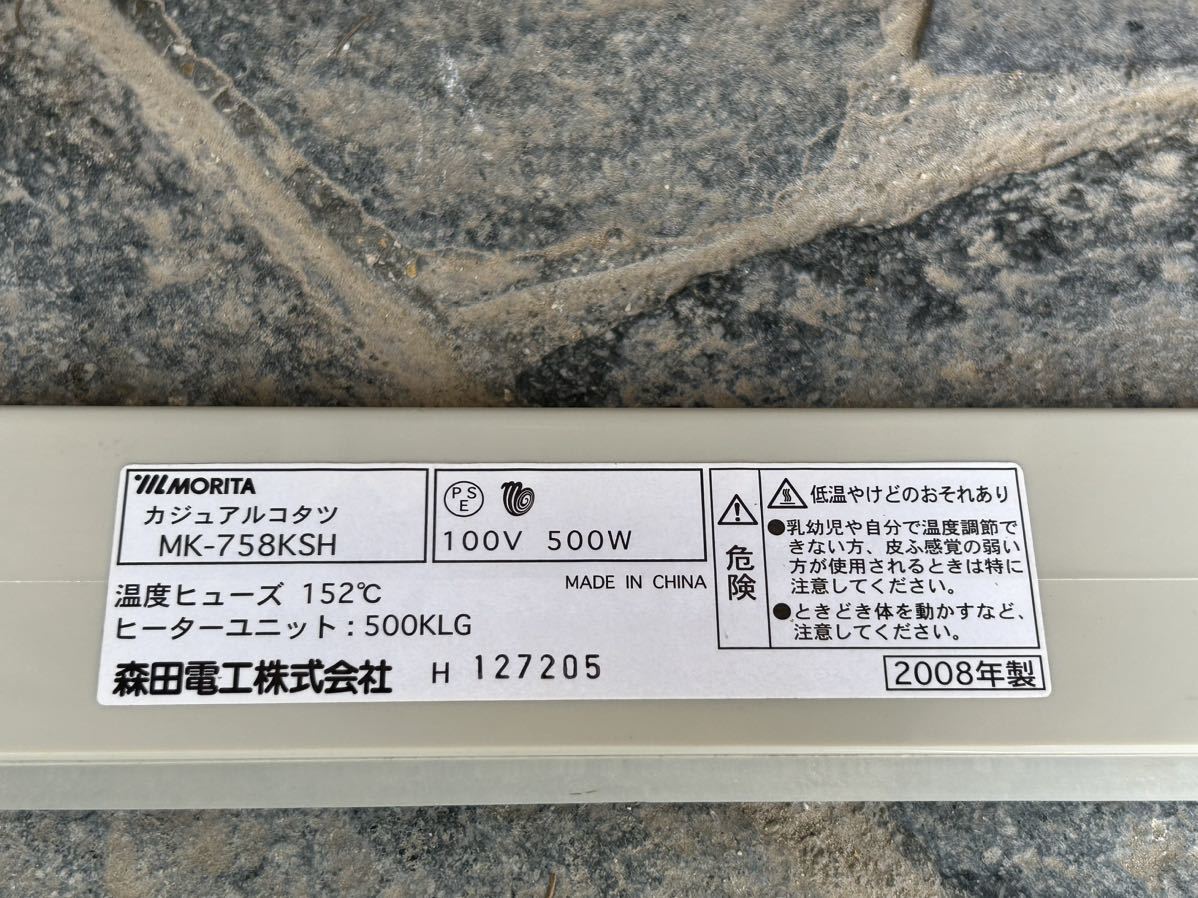 MORITA
カジュアルコタツ
MK-758KSH
PSE
100V 500W
温度ヒューズ 152℃
MADE IN CHINA
ヒーターユニット：500KLG
森田電工株式会社 H 127205
危険
低温やけどのおそれあり
●乳幼児や自分で温度調節で
きない方、皮ふ感覚の弱い
方が使用されるときは特に
注意してください。
●ときどき体を動かすなど、
注意してください。
2008年製